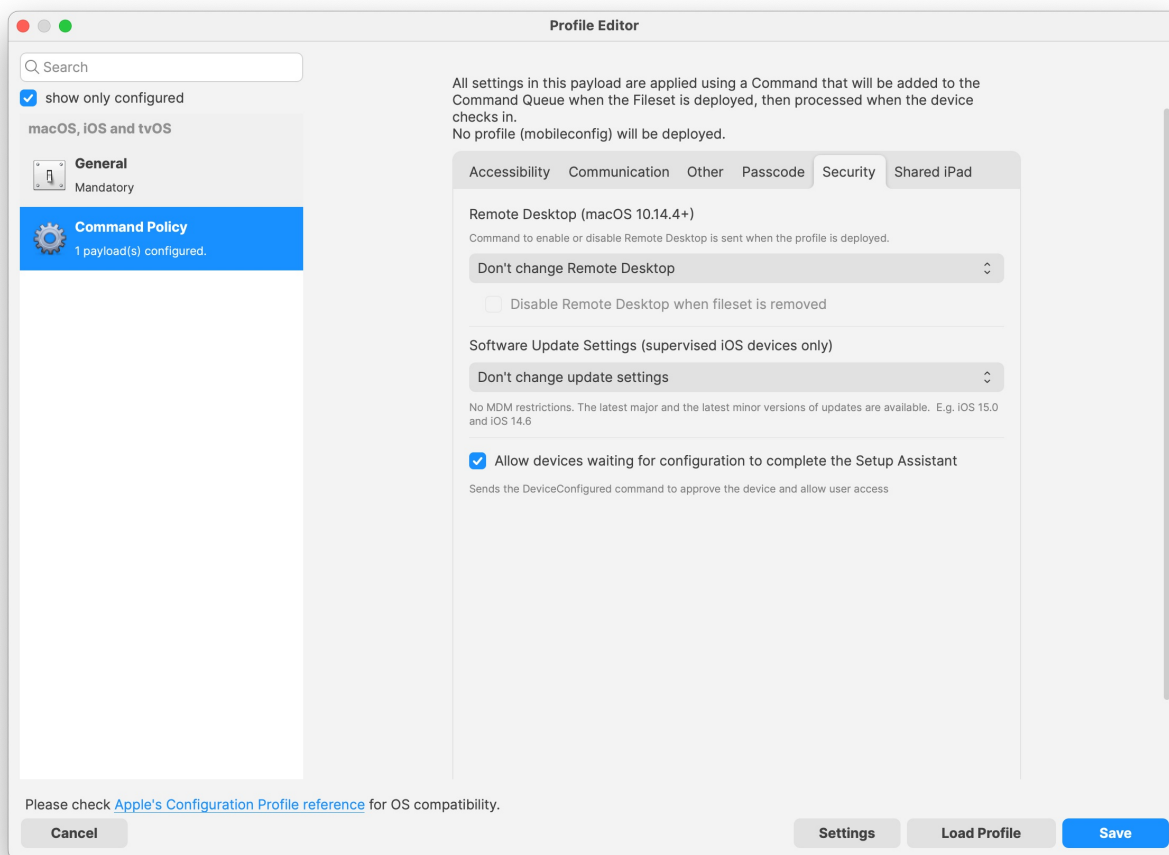 Profile Editor
Search
show only configured
macOS, iOS and tvOS
General
Mandatory
Command Policy
1 payload(s) configured.
All settings in this payload are applied using a Command that will be added to the
Command Queue when the Fileset is deployed, then processed when the device
checks in.
No profile (mobileconfig) will be deployed.
Accessibility Communication Other Passcode Security Shared iPad
Remote Desktop (macOS 10.14.4+)
Command to enable or disable Remote Desktop is sent when the profile is deployed.
Don't change Remote Desktop
Disable Remote Desktop when fileset is removed
Software Update Settings (supervised iOS devices only)
Don't change update settings
No MDM restrictions. The latest major and the latest minor versions of updates are available. E.g. iOS 15.0
and iOS 14.6
Allow devices waiting for configuration to complete the Setup Assistant
Sends the DeviceConfigured command to approve the device and allow user access
Please check Apple's Configuration Profile reference for OS compatibility.
Cancel Settings Load Profile Save